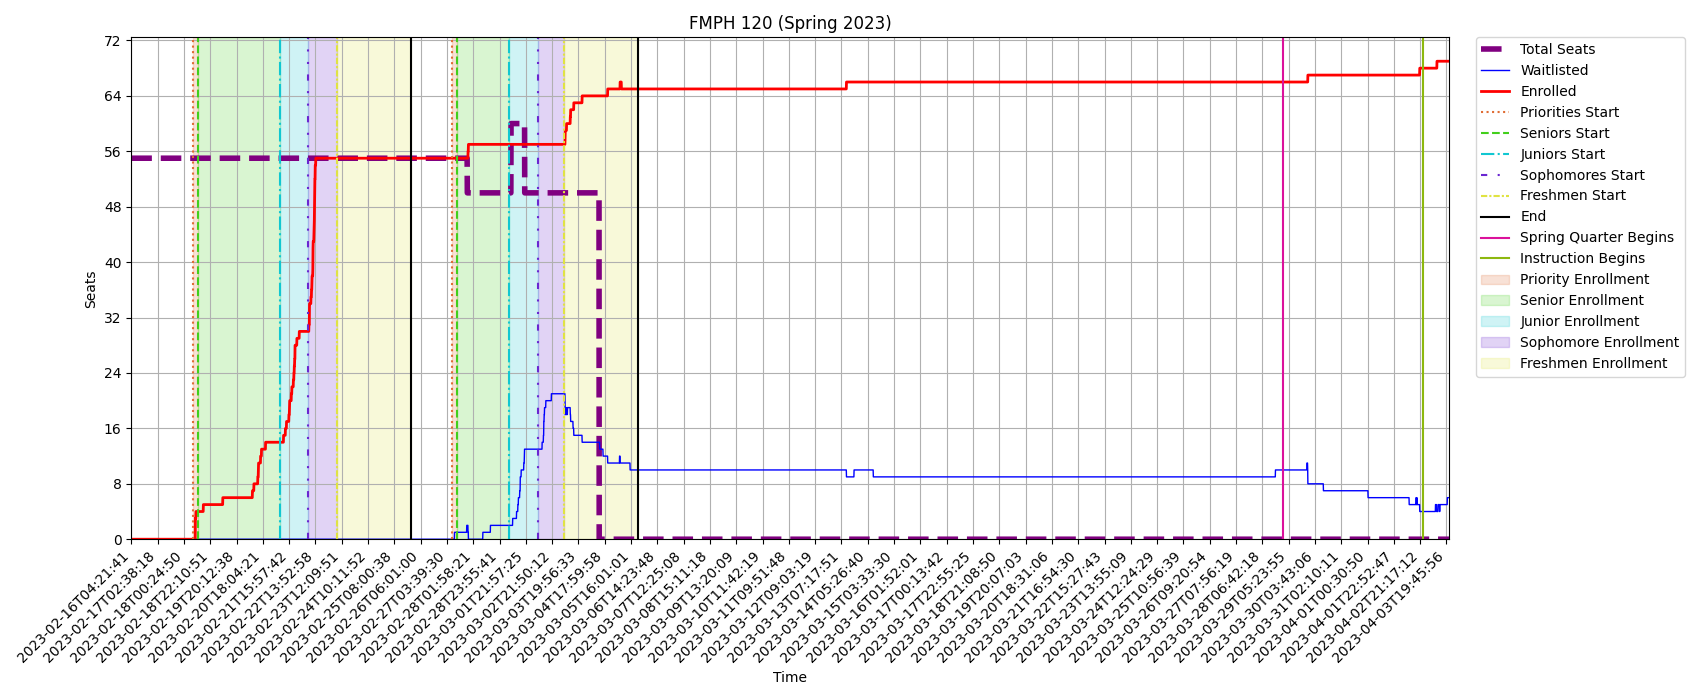 FMPH 120 (Spring 2023)
72
64
56
48
40
32
24
16
8
0
Seats
2023-02-16T04:21:41
2023-02-17T02:38:18
2023-02-18T00:24:50
2023-02-18T22:10:51
2023-02-19T20:12:38
2023-02-20T18:04:21
2023-02-21T15:57:42
2023-02-22T13:52:58
2023-02-23T12:09:51
2023-02-24T10:11:52
2023-02-25T08:00:38
2023-02-26T06:01:00
2023-02-27T03:39:30
2023-02-28T01:58:21
2023-02-28T23:55:41
2023-03-01T21:57:25
2023-03-02T21:50:12
2023-03-03T19:56:33
2023-03-04T17:59:58
2023-03-05T16:01:01
2023-03-06T14:23:48
2023-03-07T12:25:08
2023-03-08T15:11:18
2023-03-09T13:20:09
2023-03-10T11:42:19
2023-03-11T09:51:48
2023-03-12T09:03:19
2023-03-13T07:17:51
2023-03-14T05:26:40
2023-03-15T13:33:30
2023-03-16T01:52:01
2023-03-17T00:13:42
2023-03-17T22:55:25
2023-03-18T21:08:50
2023-03-19T20:07:03
2023-03-20T18:31:06
2023-03-21T16:54:30
2023-03-22T15:27:43
2023-03-23T13:55:09
2023-03-24T12:24:29
2023-03-25T10:56:39
2023-03-26T09:20:54
2023-03-27T07:56:19
2023-03-28T06:42:18
2023-03-29T05:23:55
2023-03-30T03:43:06
2023-03-31T02:10:11
2023-04-01T00:30:50
2023-04-01T22:52:47
2023-04-02T21:17:12
2023-04-03T19:45:56
Time
Total Seats
Waitlisted
Enrolled
Priorities Start
Seniors Start
Juniors Start
Sophomores Start
Freshmen Start
End
Spring Quarter Begins
Instruction Begins
Priority Enrollment
Senior Enrollment
Junior Enrollment
Sophomore Enrollment
Freshmen Enrollment